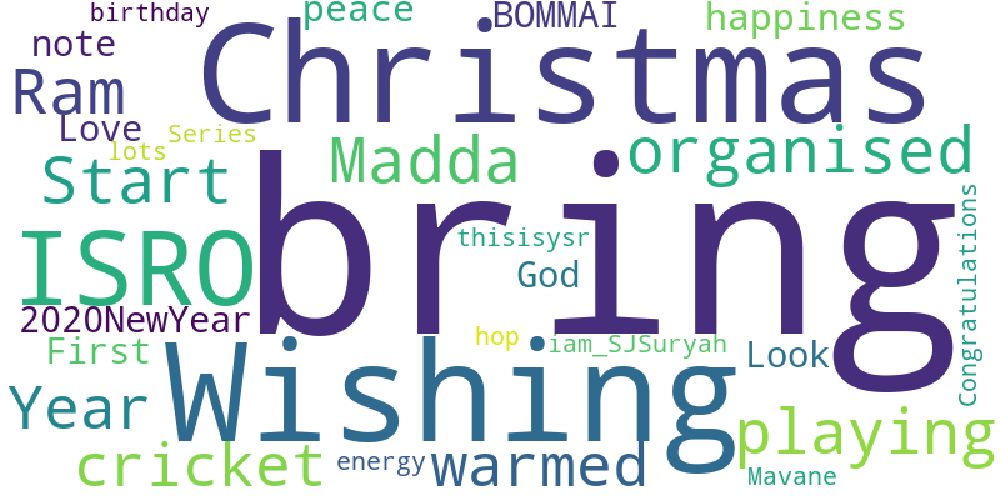 birthday
peace
BOMMAI
happiness
note
Christmas
Ram
Love
Series
lots
Madda
organised
Start
bring
ISRO
thisisysr
God
Congratulations
2020NewYear
First
hop
iam_SJSuryah
Look
Wishing
Year
playing
cricket
energy
warmed
Mavane